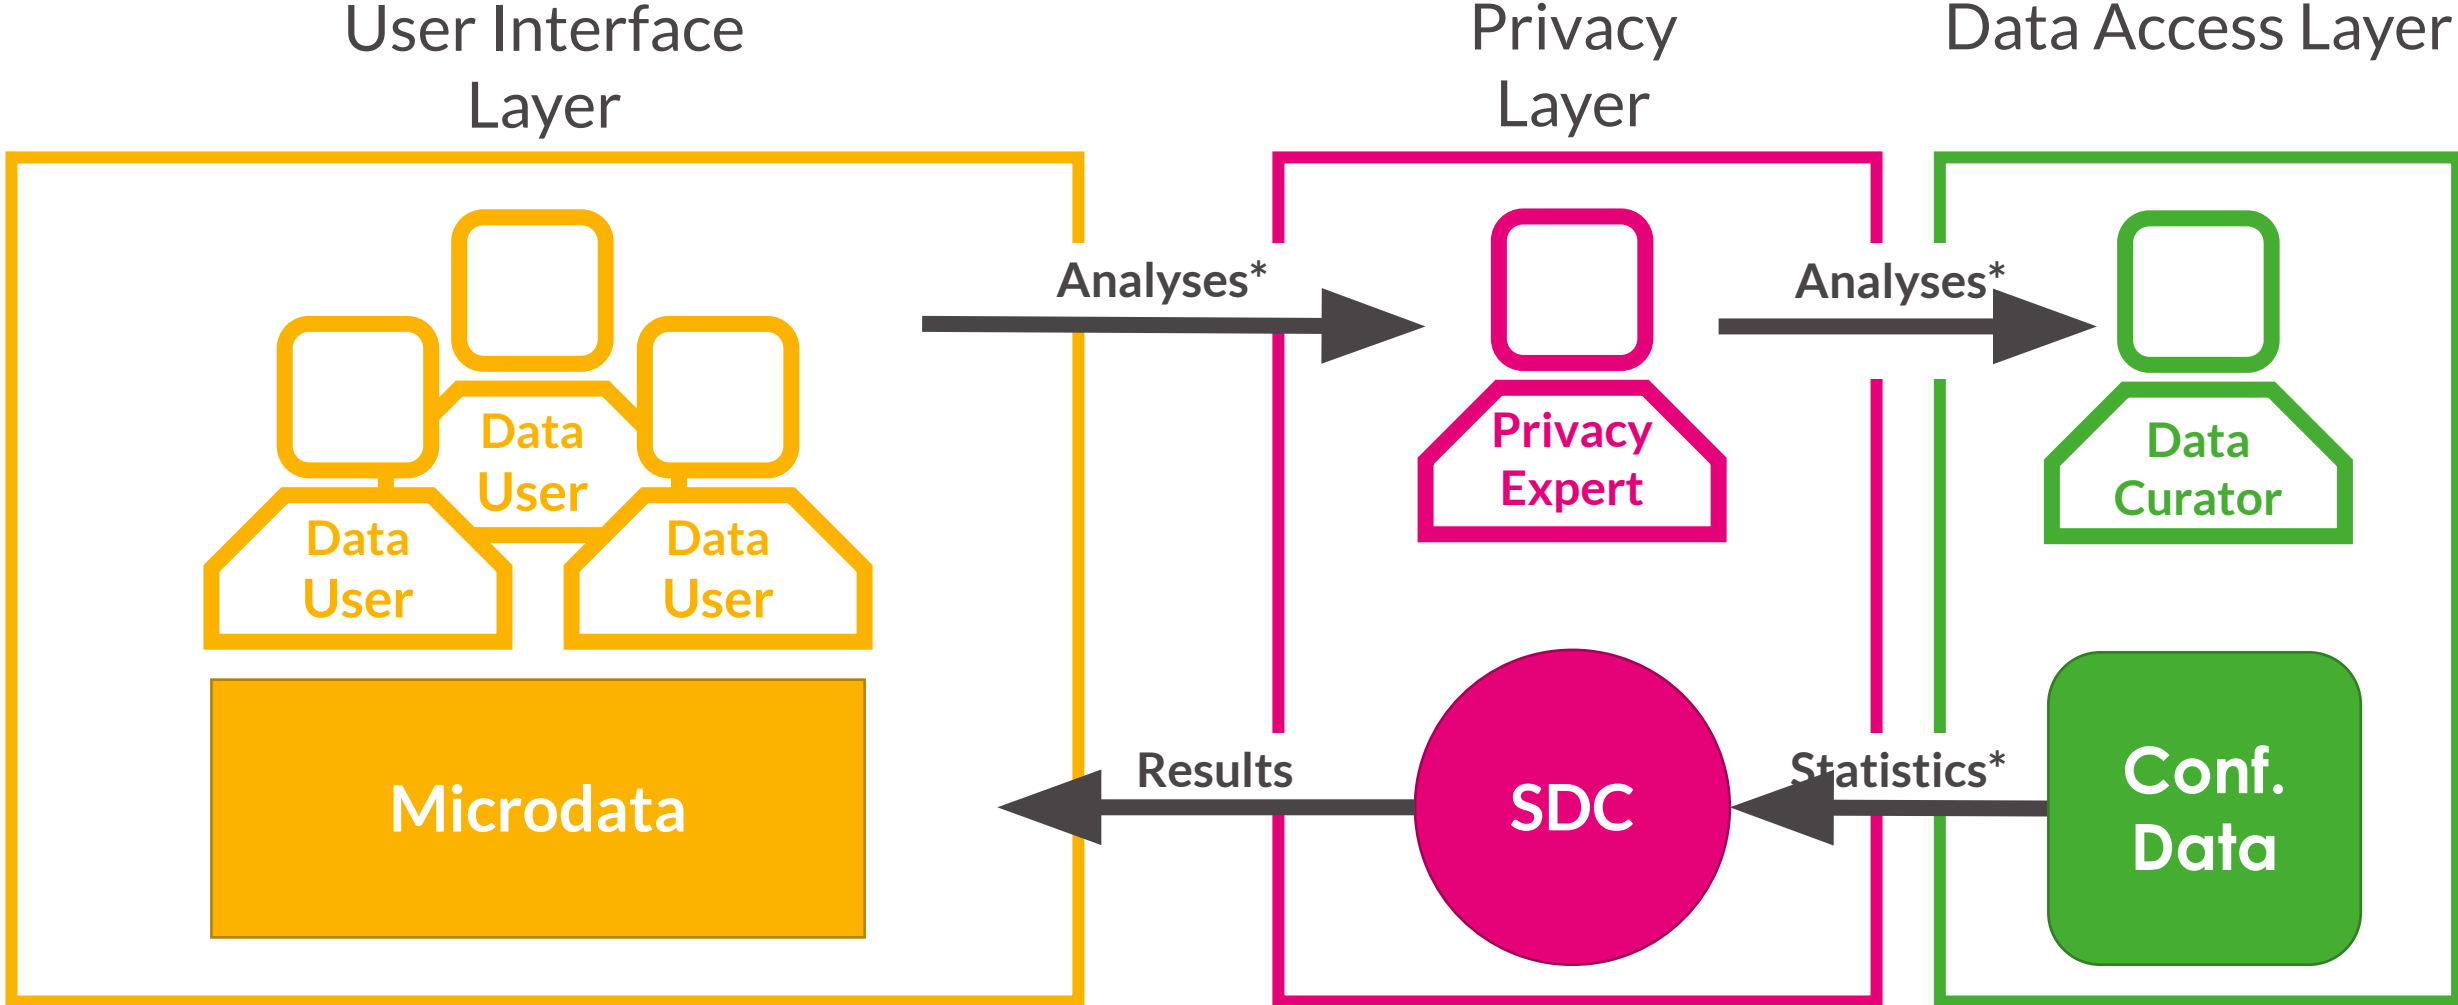 User Interface
Layer
Privacy
Layer
Data Access Layer
Analyses*
Analyses*
Data
User
Data
User
Data
User
Privacy
Expert
Data
Curator
Microdata
Results
SDC
Statistics*
Conf.
Data